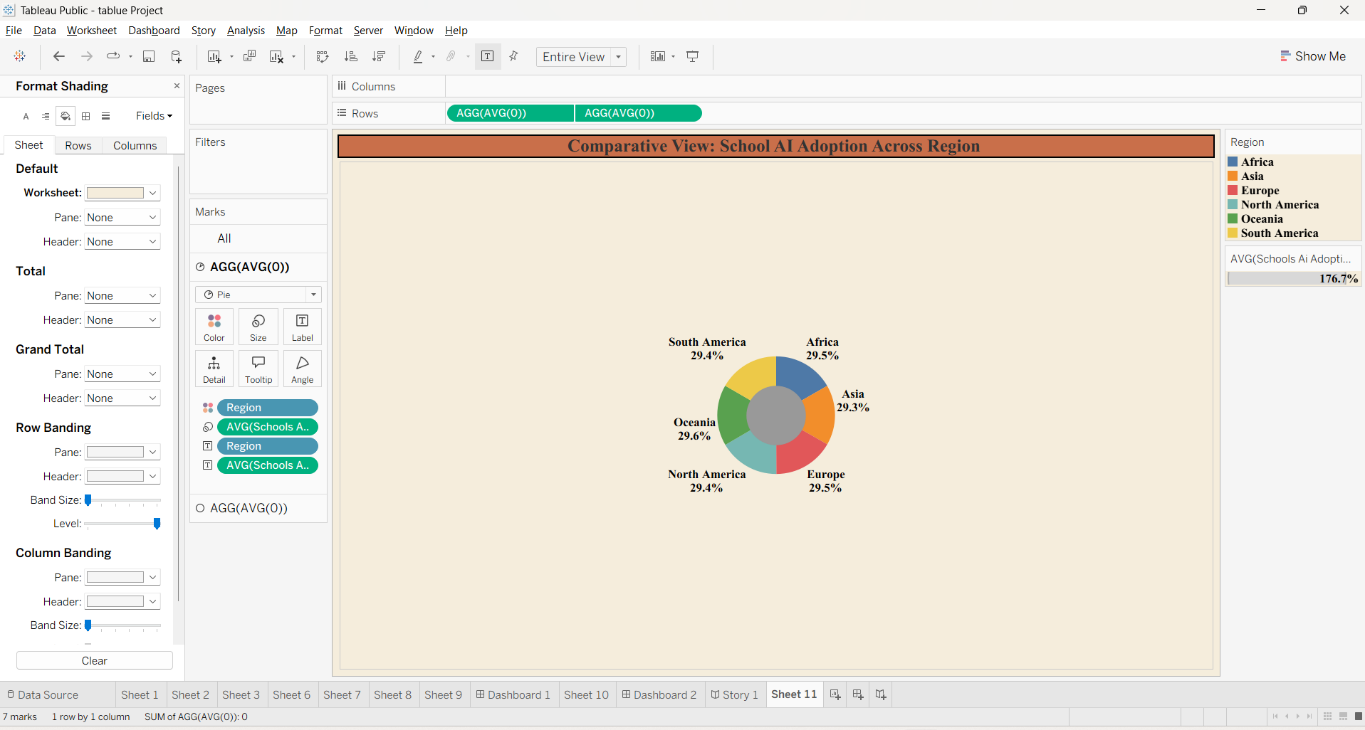 Tableau Public - tablue Project
File Data Worksheet Dashboard Story Analysis Map Format Server Window Help
Entire View
Show Me
Format Shading
Fields
Sheet Rows Columns
Default
Worksheet:
Pane: None
Header: None
Total
Pane: None
Header: None
Grand Total
Pane: None
Header: None
Row Banding
Pane:
Header:
Band Size:
Level:
Column Banding
Pane:
Header:
Band Size:
Clear
Pages
Filters
Marks
All
AGG(AVG(0))
Pie
Color Size Label
Detail Tooltip Angle
Region
AVG(Schools A..
Region
AVG(Schools A..
AGG(AVG(0))
Columns
Rows AGG(AVG(0)) AGG(AVG(0))
Comparative View: School AI Adoption Across Region
South America
29.4%
Africa
29.5%
Asia
29.3%
Oceania
29.6%
North America
29.4%
Europe
29.5%
Region
Africa
Asia
Europe
North America
Oceania
South America
AVG(Schools Ai Adopti...
176.7%
Data Source Sheet 1 Sheet 2 Sheet 3 Sheet 6 Sheet 7 Sheet 8 Sheet 9 Dashboard 1 Sheet 10 Dashboard 2 Story 1 Sheet 11
7 marks 1 row by 1 column SUM of AGG(AVG(0)): 0